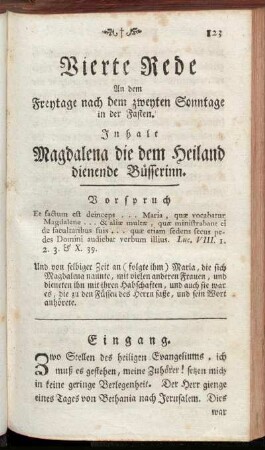 123
Vierte Rede
An dem
Freytage nach dem zweyten Sonntage
in der Fasten.
Inhalt
Magdalena die dem Heiland
dienende Büsserinn.
Vorspruch
Et factum est deinceps . . . Maria, quæ vocabatur
Magdalene . . . & aliæ multæ, quæ ministrabant ei
de facultatibus suis . . . quæ etiam sedens secus pe-
des Domini audiebat verbum illius. Luc. VIII. 1.
2. 3. & X. 39.
Und von selbiger Zeit an (folgte ihm) Maria, die sich
Magdalena nannte, mit vielen anderen Frauen, und
dieneten ihn mit ihren Habschaften, und auch sie war
es, die zu den Füssen des Herrn saße, und sein Wort
anhörete.
Eingang.
Zwo Stellen des heiligen Evangeliums, ich
muß es gestehen, meine Zuhörer! setzen mich
in keine geringe Verlegenheit. Der Herr gienge
eines Tages von Bethania nach Jerusalem. Dies
war